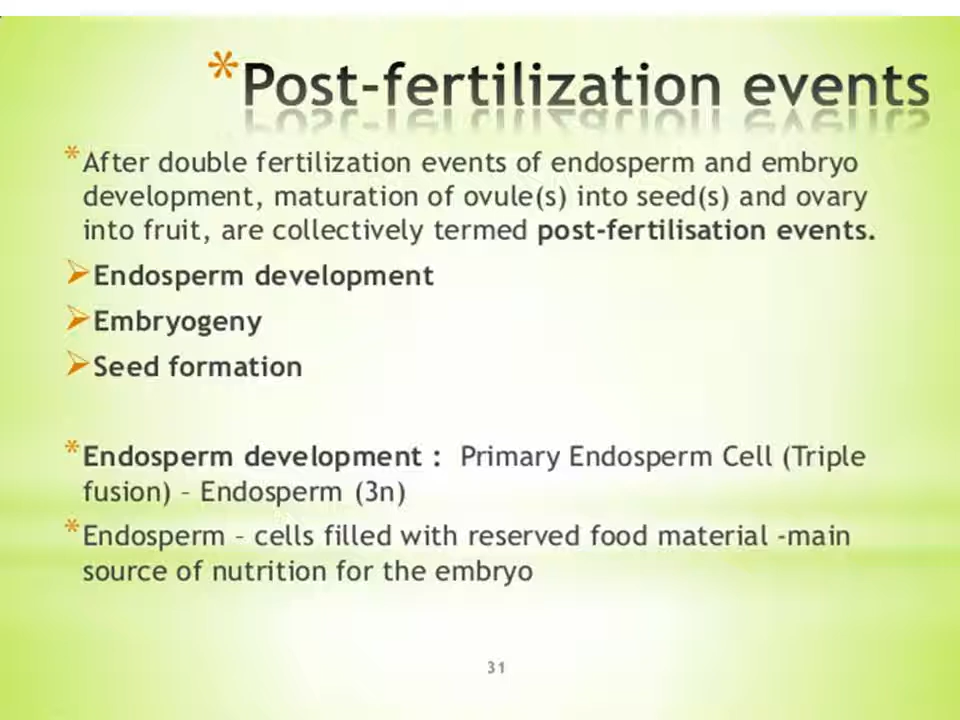 *Post-fertilization events
*After double fertilization events of endosperm and embryo
development, maturation of ovule(s) into seed(s) and ovary
into fruit, are collectively termed post-fertilisation events.
➢Endosperm development
➢Embryogeny
➢Seed formation
*Endosperm development : Primary Endosperm Cell (Triple
fusion) – Endosperm (3n)
*Endosperm – cells filled with reserved food material -main
source of nutrition for the embryo
31